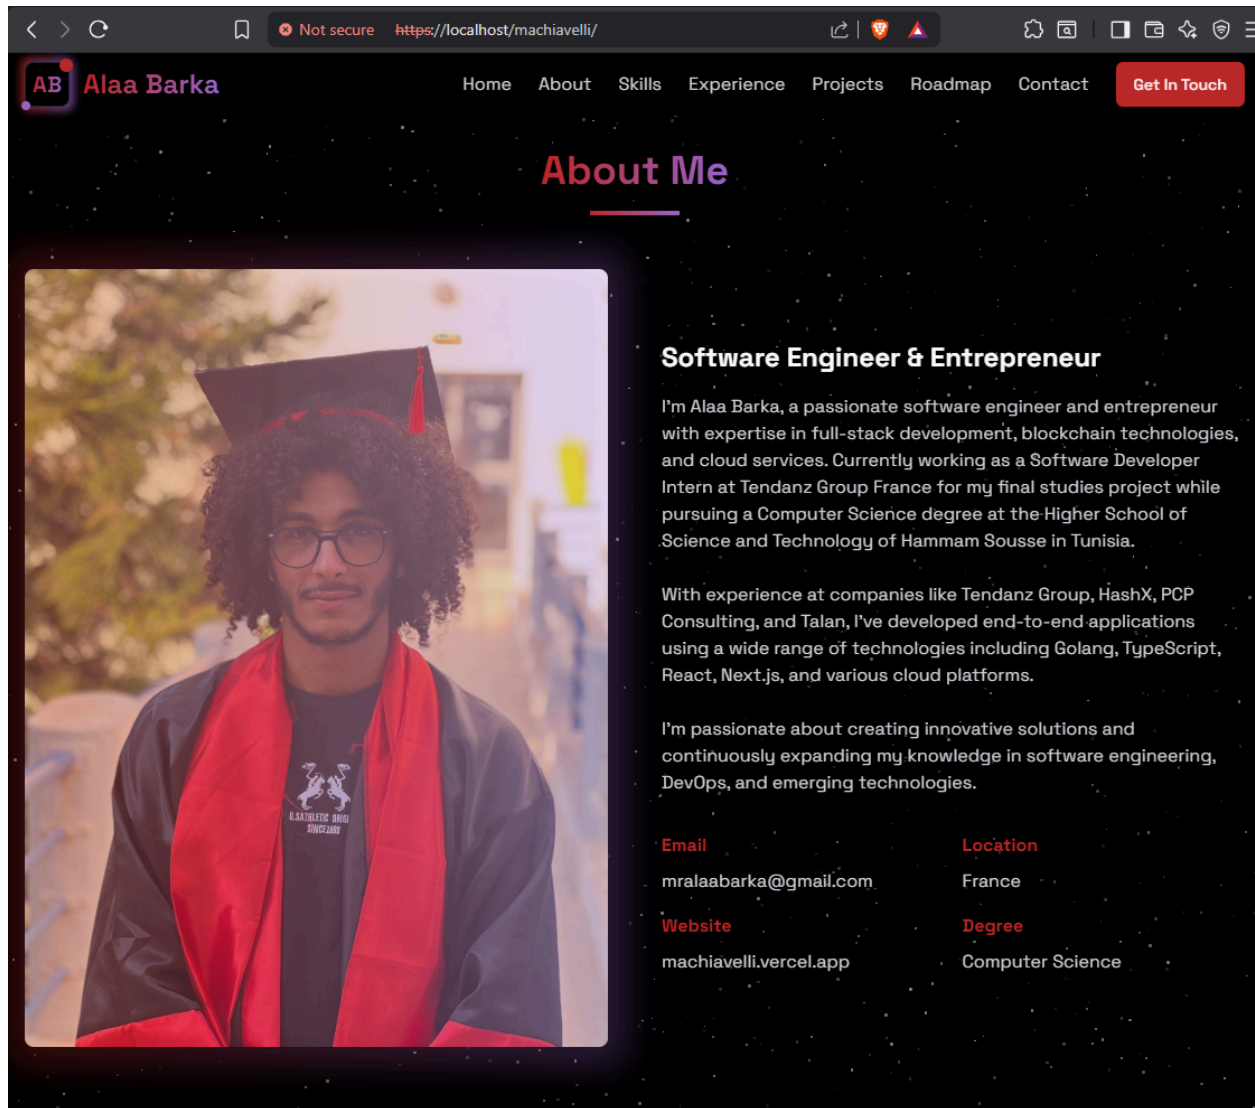 Not secure https://localhost/machiavelli/
AB Alaa Barka Home About Skills Experience Projects Roadmap Contact Get In Touch
About Me
Software Engineer & Entrepreneur
I'm Alaa Barka, a passionate software engineer and entrepreneur
with expertise in full-stack development, blockchain technologies,
and cloud services. Currently working as a Software Developer
Intern at Tendanz Group France for my final studies project while
pursuing a Computer Science degree at the Higher School of
Science and Technology of Hammam Sousse in Tunisia.
With experience at companies like Tendanz Group, HashX, PCP
Consulting, and Talan, I've developed end-to-end applications
using a wide range of technologies including Golang, TypeScript,
React, Next.js, and various cloud platforms.
I'm passionate about creating innovative solutions and
continuously expanding my knowledge in software engineering,
DevOps, and emerging technologies.
Email Location
mralaabarka@gmail.com France
Website Degree
machiavelli.vercel.app Computer Science
U.S.ATHLETIC ORIGI
SINCE